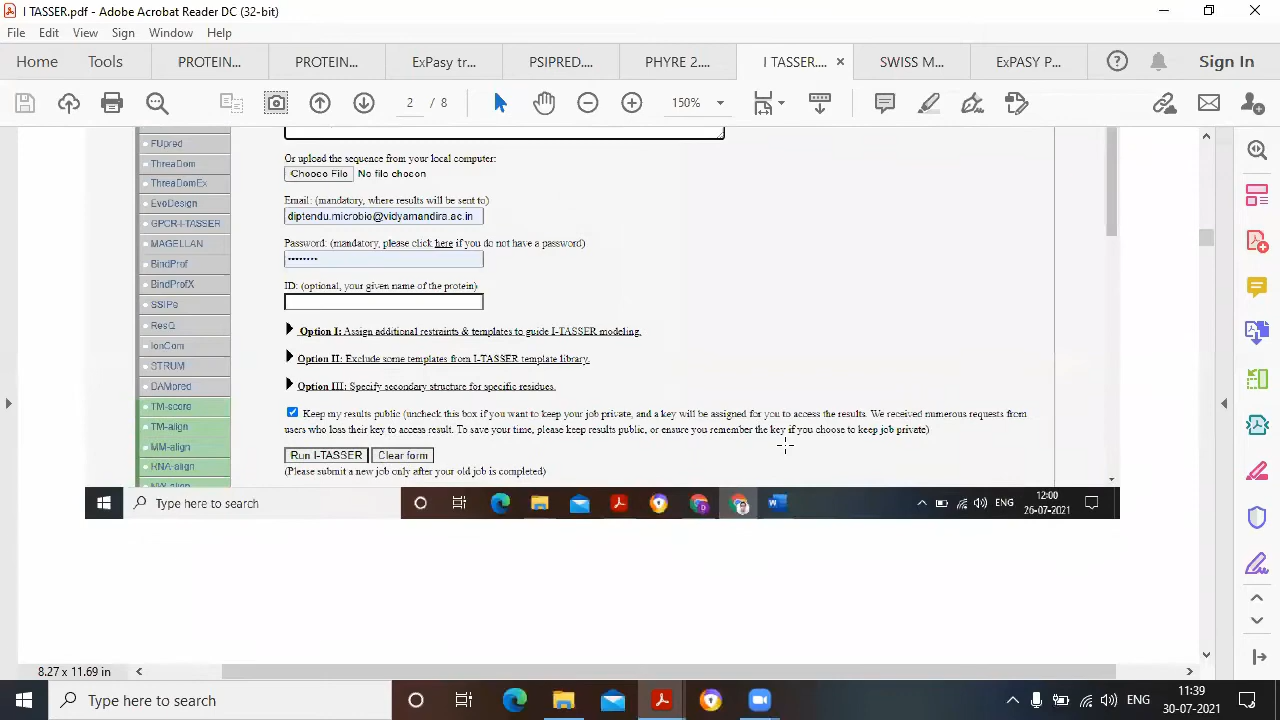 I TASSER.pdf - Adobe Acrobat Reader DC (32-bit)
File Edit View Sign Window Help
Home Tools PROTEIN... PROTEIN... ExPasy tr... PSIPRED.... PHYRE 2.... I TASSER.... SWISS M... ExPASY P... Sign In
2 / 8 150%
FUpred
ThreaDom
ThreaDomEx
EvoDesign
GPCR-I-TASSER
MAGELLAN
BindProf
BindProfX
SSIPe
ResQ
IonCom
STRUM
DAMpred
TM-score
TM-align
MM-align
RNA-align
NW-align
Or upload the sequence from your local computer:
Choose File No file chosen
Email: (mandatory, where results will be sent to)
diptendu.microbio@vidyamandira.ac.in
Password: (mandatory, please click here if you do not have a password)
••••••••
ID: (optional, your given name of the protein)
Option I: Assign additional restraints & templates to guide I-TASSER modeling.
Option II: Exclude some templates from I-TASSER template library.
Option III: Specify secondary structure for specific residues.
Keep my results public (uncheck this box if you want to keep your job private, and a key will be assigned for you to access the results. We received numerous requests from
users who loss their key to access result. To save your time, please keep results public, or ensure you remember the key if you choose to keep job private)
Run I-TASSER Clear form
(Please submit a new job only after your old job is completed)
Type here to search ENG 12:00
26-07-2021
8.27 x 11.69 in
Type here to search ENG 11:39
30-07-2021